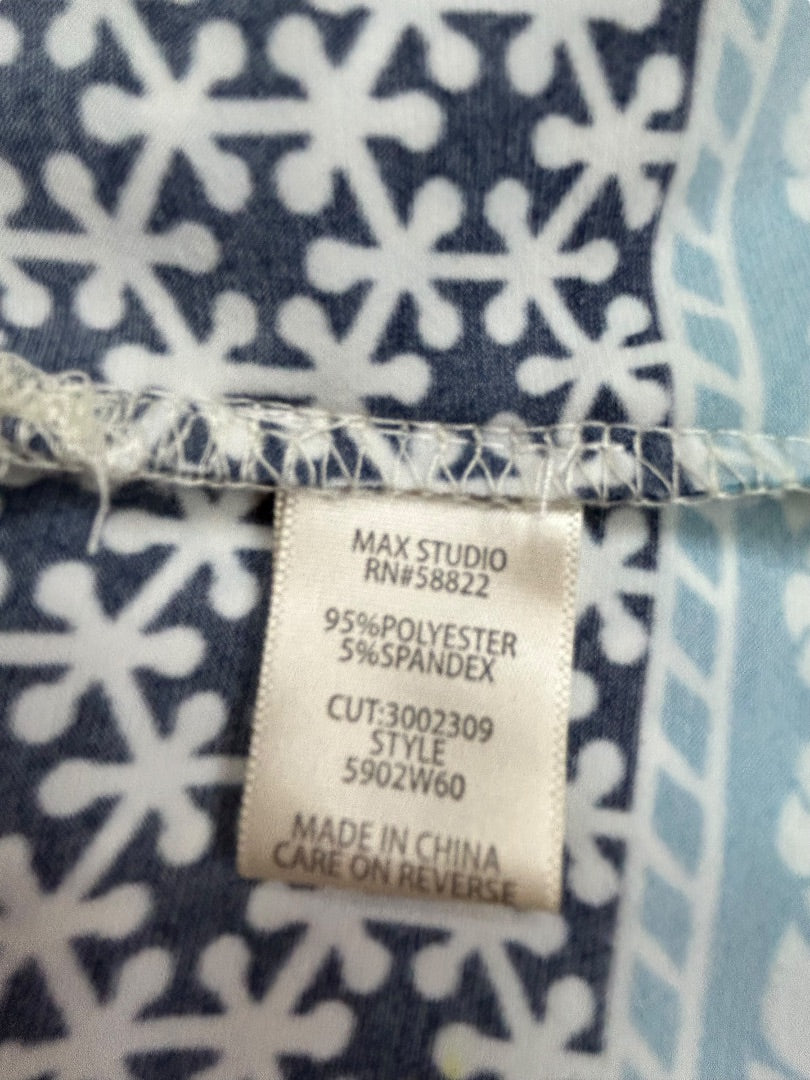 MAX STUDIO
RN#58822
95%POLYESTER
5%SPANDEX
CUT:3002309
STYLE
5902W60
MADE IN CHINA
CARE ON REVERSE